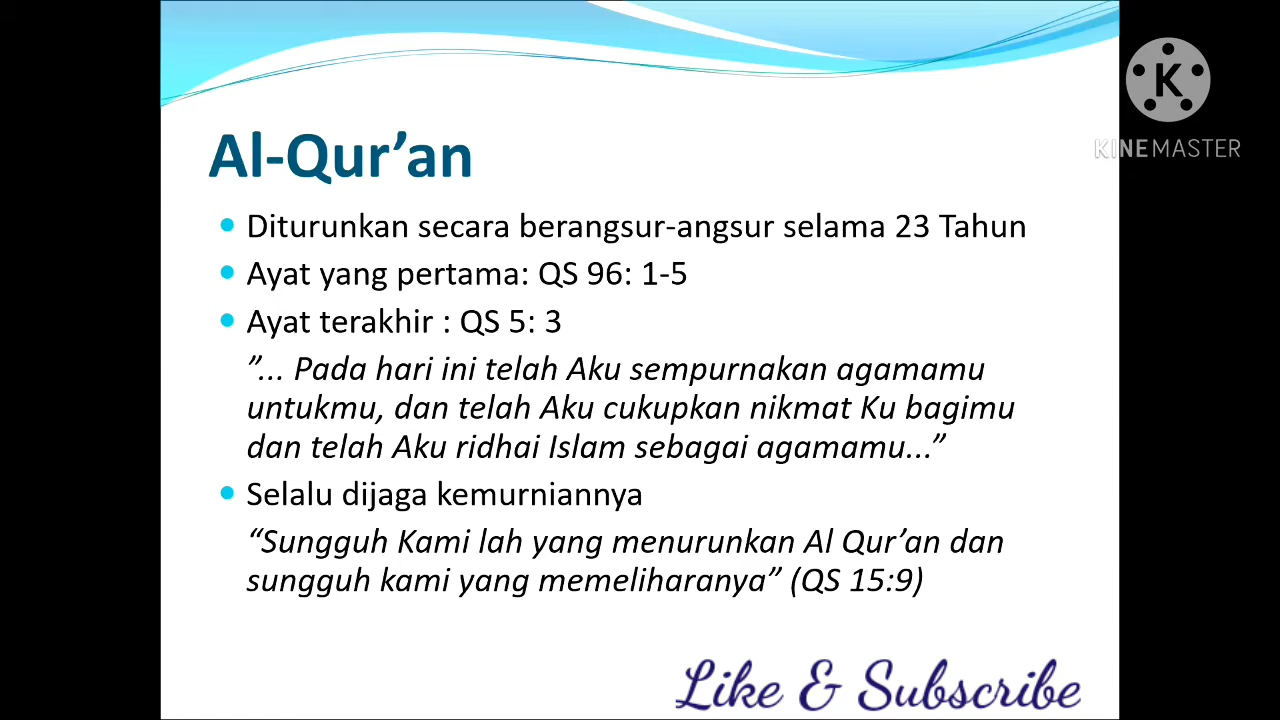 K
KINEMASTER
Al-Qur’an
• Diturunkan secara berangsur-angsur selama 23 Tahun
• Ayat yang pertama: QS 96: 1-5
• Ayat terakhir : QS 5: 3
”... Pada hari ini telah Aku sempurnakan agamamu
untukmu, dan telah Aku cukupkan nikmat Ku bagimu
dan telah Aku ridhai Islam sebagai agamamu...”
• Selalu dijaga kemurniannya
“Sungguh Kami lah yang menurunkan Al Qur’an dan
sungguh kami yang memeliharanya” (QS 15:9)
Like & Subscribe